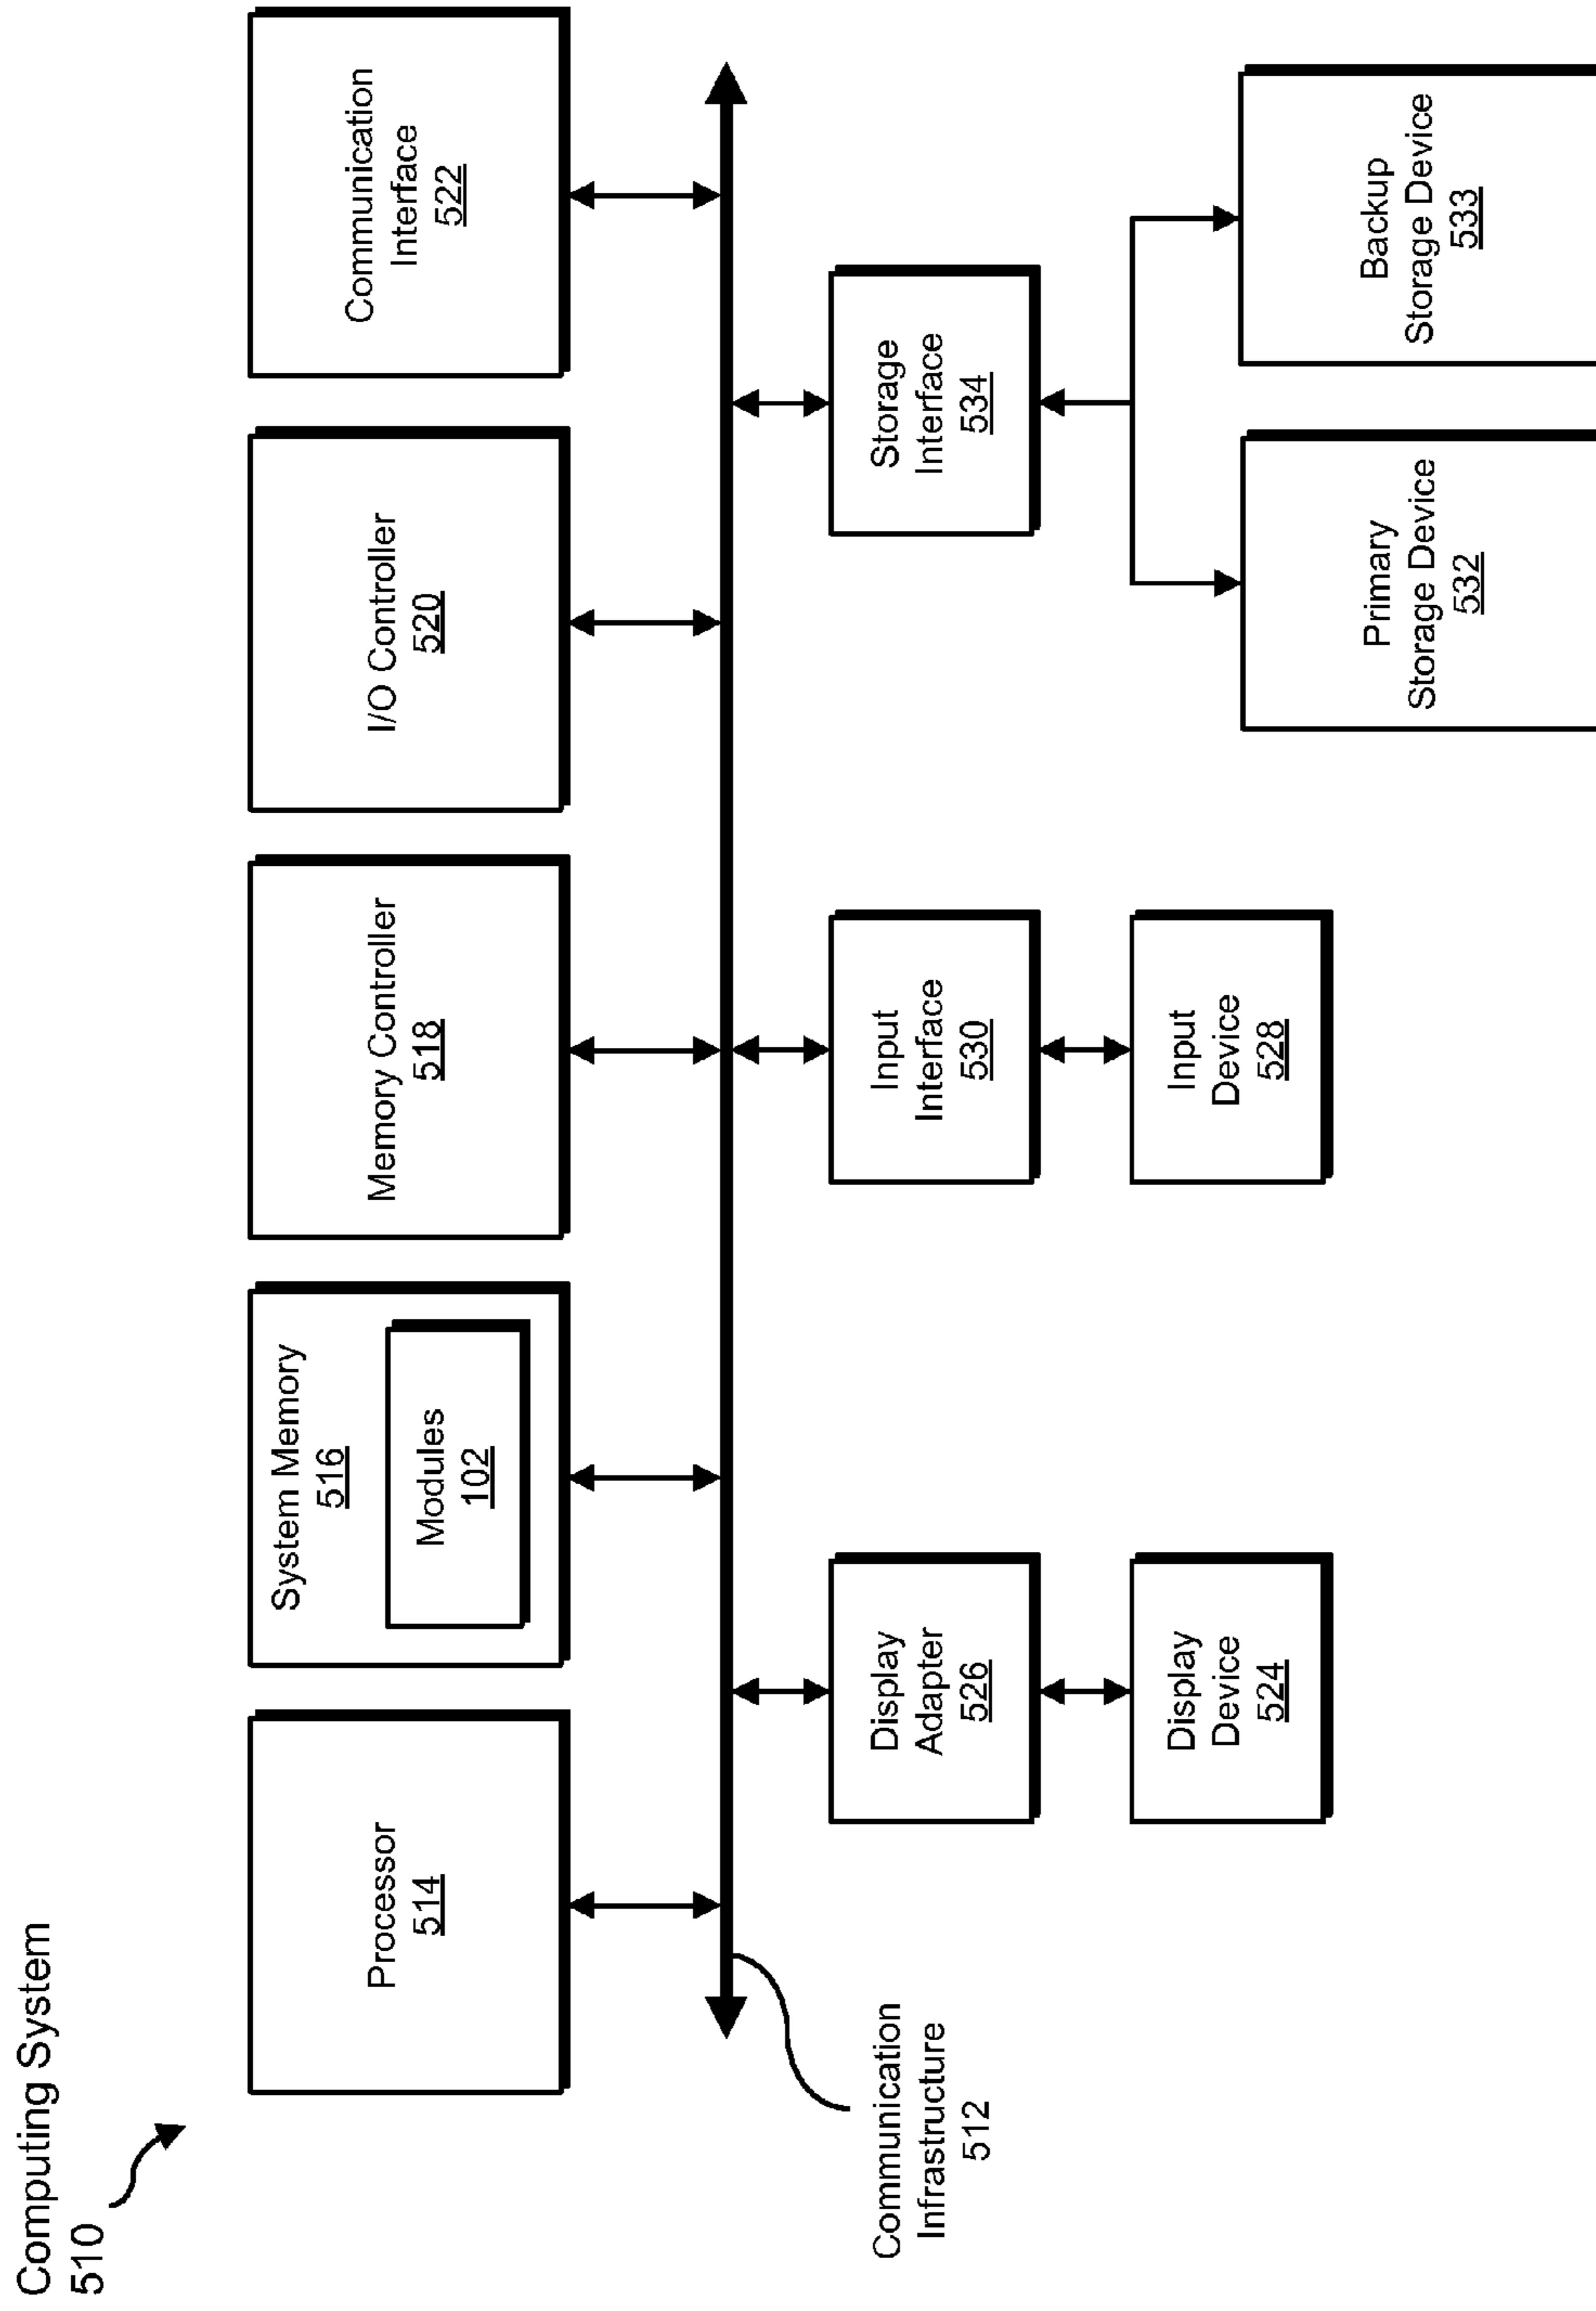 Computing System
510
Processor
514
System Memory
516
Modules
102
Memory Controller
518
I/O Controller
520
Communication
Interface
522
Communication
Infrastructure
512
Display
Adapter
526
Input
Interface
530
Storage
Interface
534
Display
Device
524
Input
Device
528
Primary
Storage Device
532
Backup
Storage Device
533